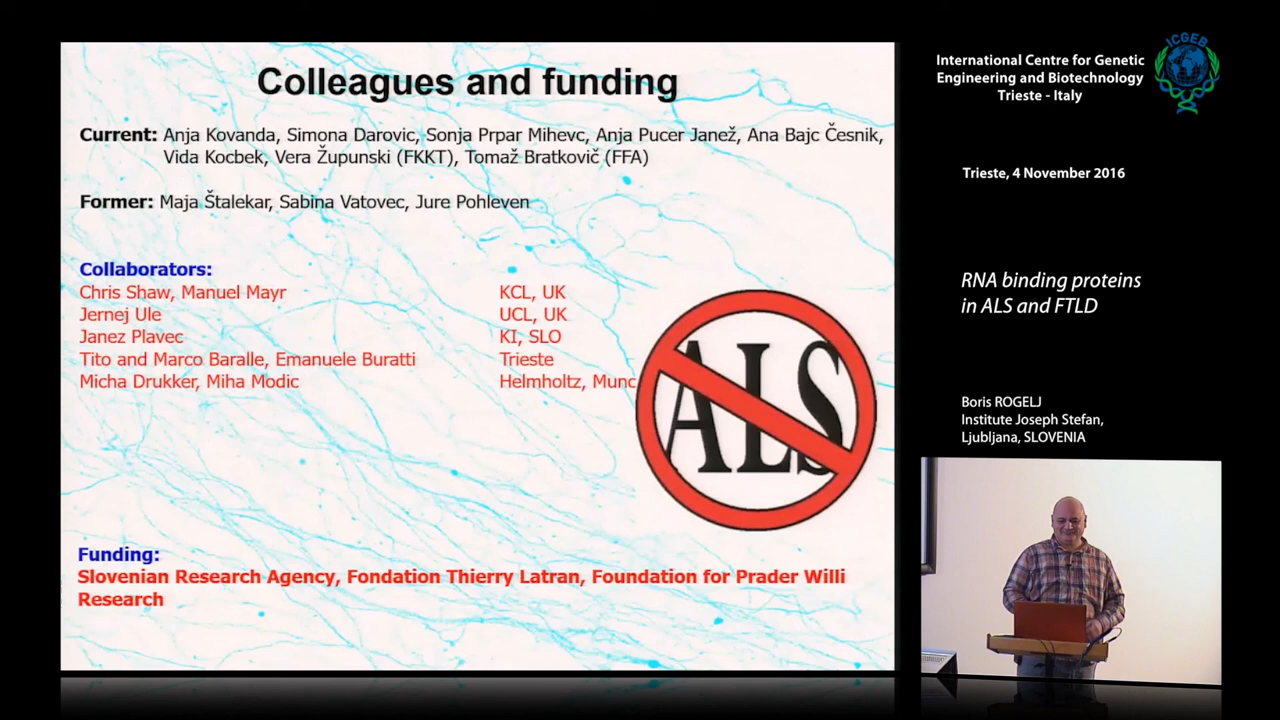 Colleagues and funding
Current: Anja Kovanda, Simona Darovic, Sonja Prpar Mihevc, Anja Pucer Janež, Ana Bajc Česnik,
Vida Kocbek, Vera Župunski (FKKT), Tomaž Bratkovič (FFA)
Former: Maja Štalekar, Sabina Vatovec, Jure Pohleven
Collaborators:
Chris Shaw, Manuel Mayr KCL, UK
Jernej Ule UCL, UK
Janez Plavec KI, SLO
Tito and Marco Baralle, Emanuele Buratti Trieste
Micha Drukker, Miha Modic Helmholtz, Munc
ALS
Funding:
Slovenian Research Agency, Fondation Thierry Latran, Foundation for Prader Willi
Research
International Centre for Genetic
Engineering and Biotechnology
Trieste - Italy
ICGEB
Trieste, 4 November 2016
RNA binding proteins
in ALS and FTLD
Boris ROGELJ
Institute Joseph Stefan,
Ljubljana, SLOVENIA